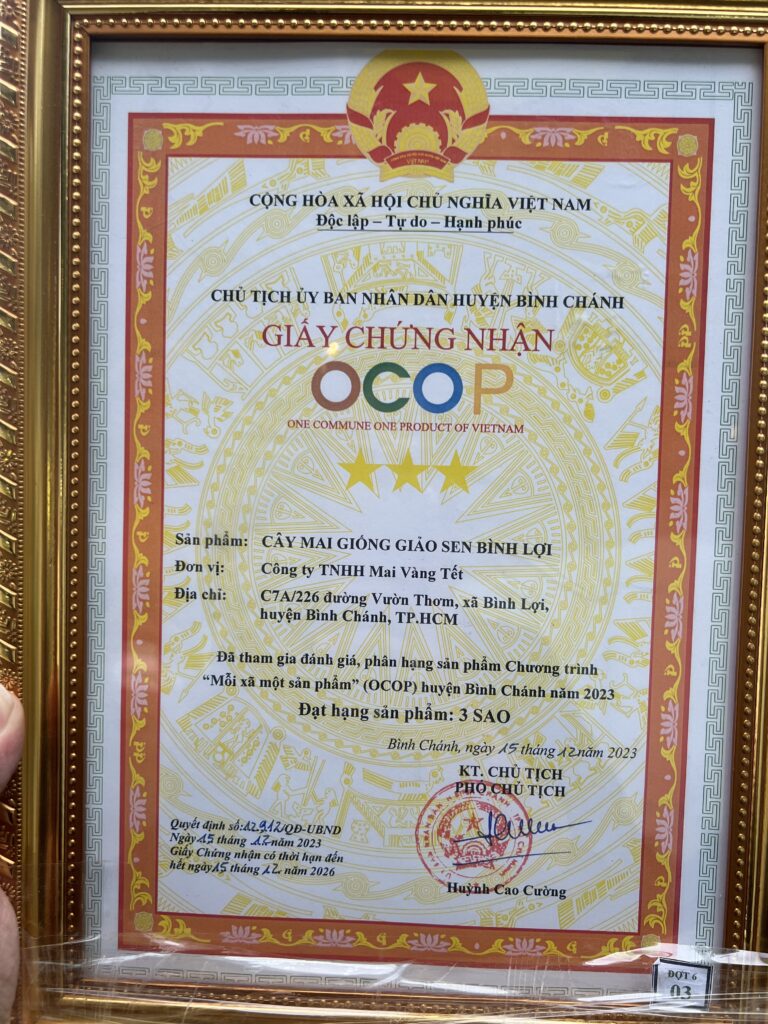 VIỆT NAM
CỘNG HÒA XÃ HỘI CHỦ NGHĨA VIỆT NAM
Độc lập – Tự do – Hạnh phúc
CHỦ TỊCH ỦY BAN NHÂN DÂN HUYỆN BÌNH CHÁNH
GIẤY CHỨNG NHẬN
OCOP
ONE COMMUNE ONE PRODUCT OF VIETNAM
Sản phẩm: CÂY MAI GIỐNG GIẢO SEN BÌNH LỢI
Đơn vị: Công ty TNHH Mai Vàng Tết
Địa chỉ: C7A/226 đường Vườn Thơm, xã Bình Lợi,
huyện Bình Chánh, TP.HCM
Đã tham gia đánh giá, phân hạng sản phẩm Chương trình
“Mỗi xã một sản phẩm” (OCOP) huyện Bình Chánh năm 2023
Đạt hạng sản phẩm: 3 SAO
Bình Chánh, ngày 15 tháng 12 năm 2023
KT. CHỦ TỊCH
PHÓ CHỦ TỊCH
Quyết định số:12912/QĐ-UBND
Ngày 15 tháng 12 năm 2023
Giấy Chứng nhận có thời hạn đến
hết ngày 15 tháng 12 năm 2026
Huỳnh Cao Cường
ĐỢT 6
03